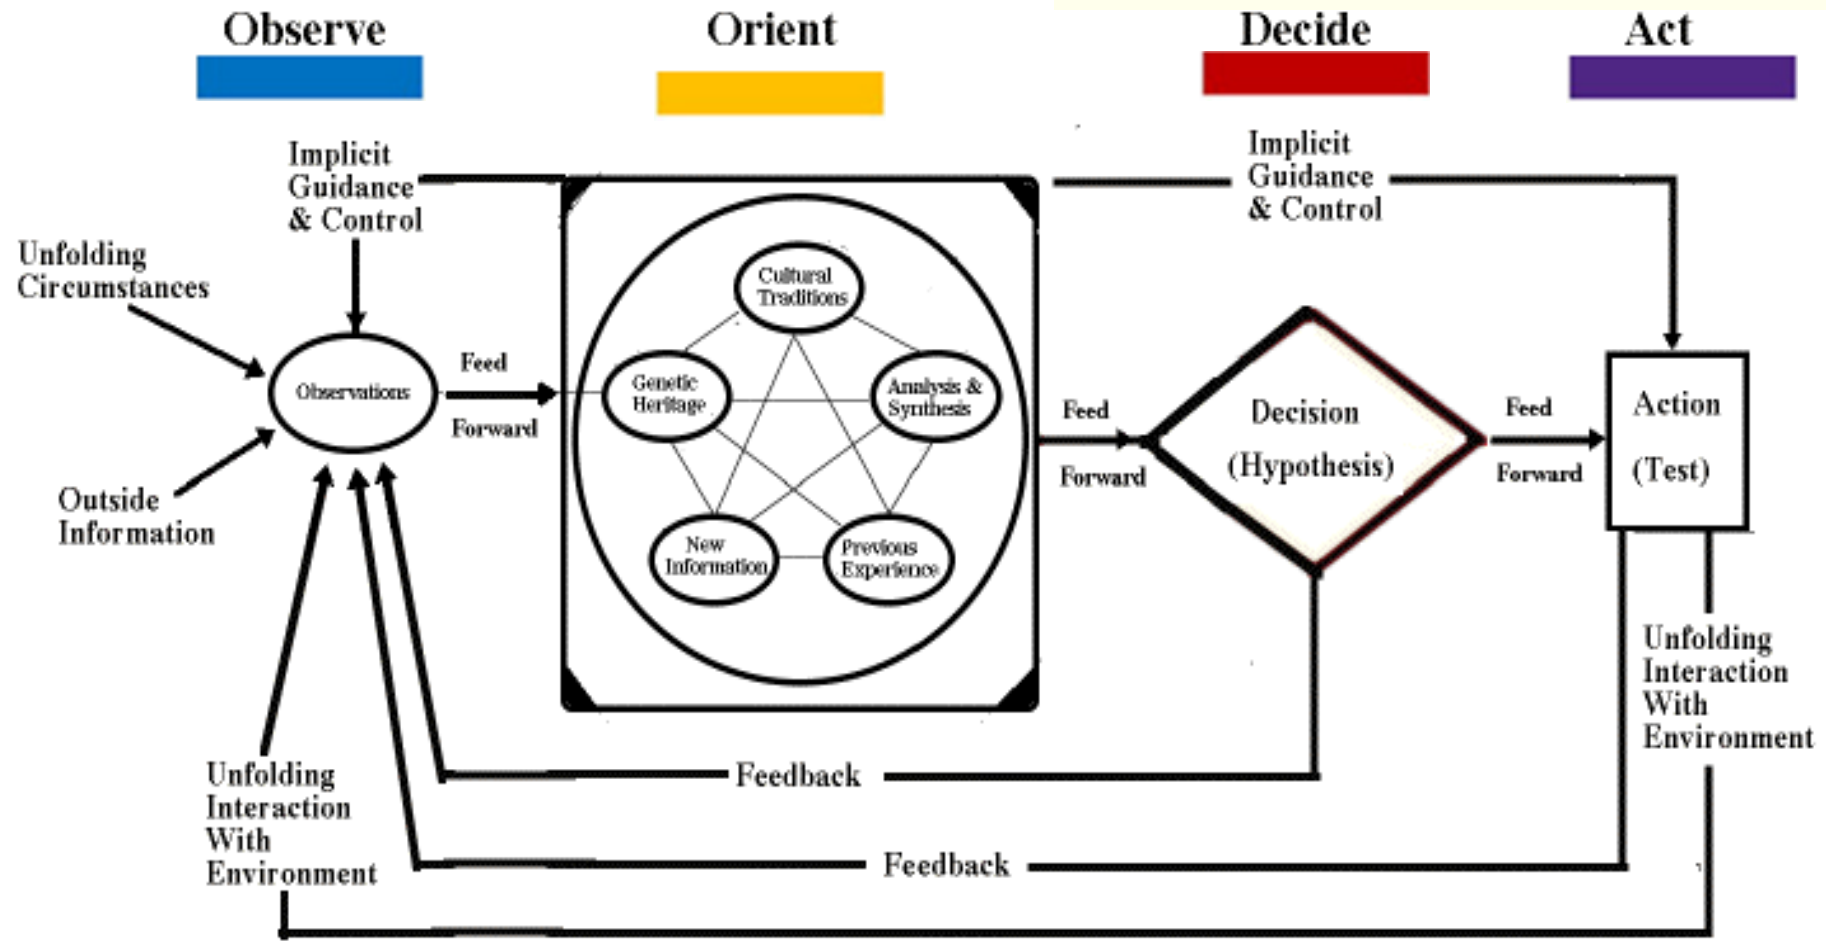 Observe
Orient
Decide
Act
Implicit
Guidance
& Control
Implicit
Guidance
& Control
Unfolding
Circumstances
Observations
Outside
Information
Feed
Forward
Cultural
Traditions
Genetic
Heritage
Analysis &
Synthesis
New
Information
Previous
Experience
Feed
Forward
Decision
(Hypothesis)
Feed
Forward
Action
(Test)
Unfolding
Interaction
With
Environment
Feedback
Unfolding
Interaction
With
Environment
Feedback